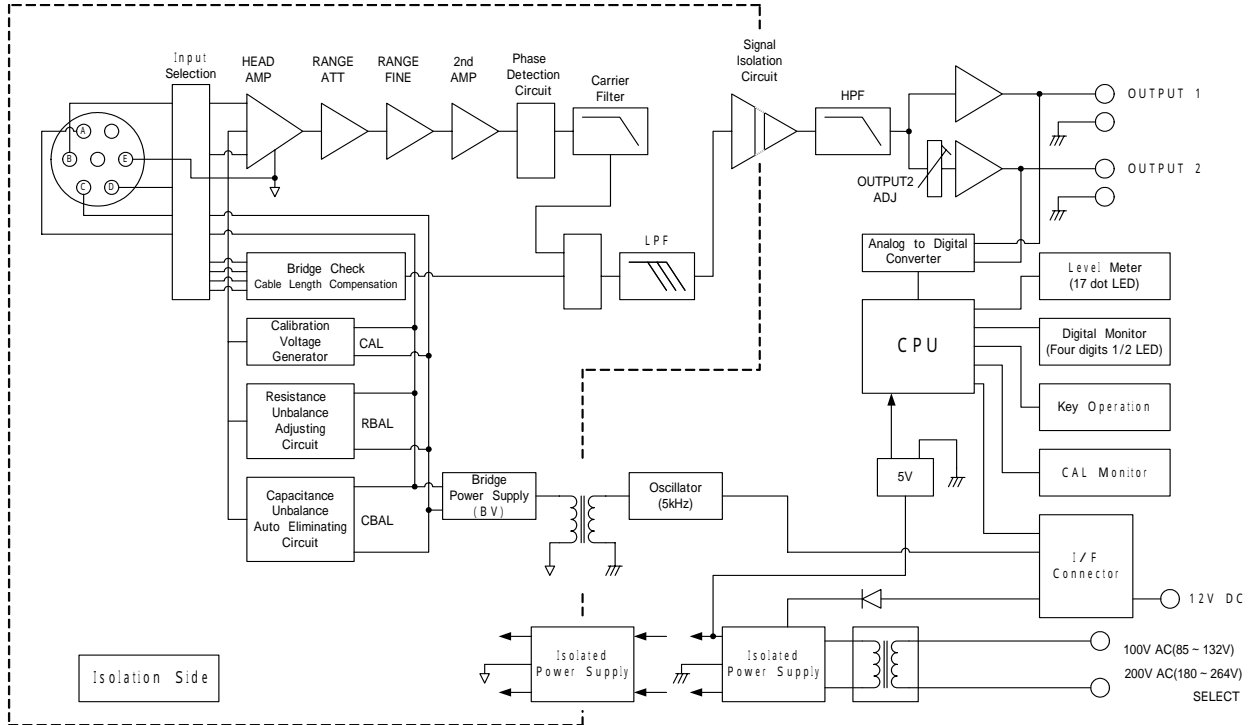 Input
Selection
HEAD
AMP
RANGE
ATT
RANGE
FINE
2nd
AMP
Phase
Detection
Circuit
Carrier
Filter
Signal
Isolation
Circuit
HPF
OUTPUT 1
OUTPUT 2
OUTPUT2
ADJ
A
B
E
C
D
Bridge Check
Cable Length Compensation
LPF
Analog to Digital
Converter
Level Meter
(17 dot LED)
Calibration
Voltage
Generator
CAL
CPU
Digital Monitor
(Four digits 1/2 LED)
Resistance
Unbalance
Adjusting
Circuit
RBAL
Key Operation
5V
CAL Monitor
Capacitance
Unbalance
Auto Eliminating
Circuit
CBAL
Bridge
Power Supply
(BV)
Oscillator
(5kHz)
I/F
Connector
12V DC
Isolated
Power Supply
Isolated
Power Supply
100V AC(85 ~ 132V)
200V AC(180 ~ 264V)
SELECT
Isolation Side